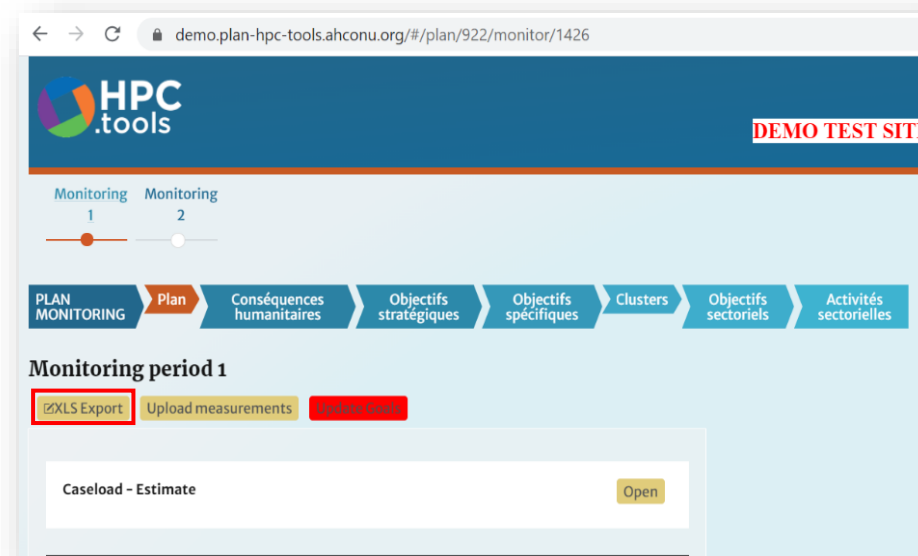 demo.plan-hpc-tools.ahconu.org/#/plan/922/monitor/1426
HPC
.tools
DEMO TEST SITE
Monitoring
1
Monitoring
2
PLAN
MONITORING
Plan
Conséquences
humanitaires
Objectifs
stratégiques
Objectifs
spécifiques
Clusters
Objectifs
sectoriels
Activités
sectorielles
Monitoring period 1
XLS Export
Upload measurements
Update Goals
Caseload - Estimate
Open